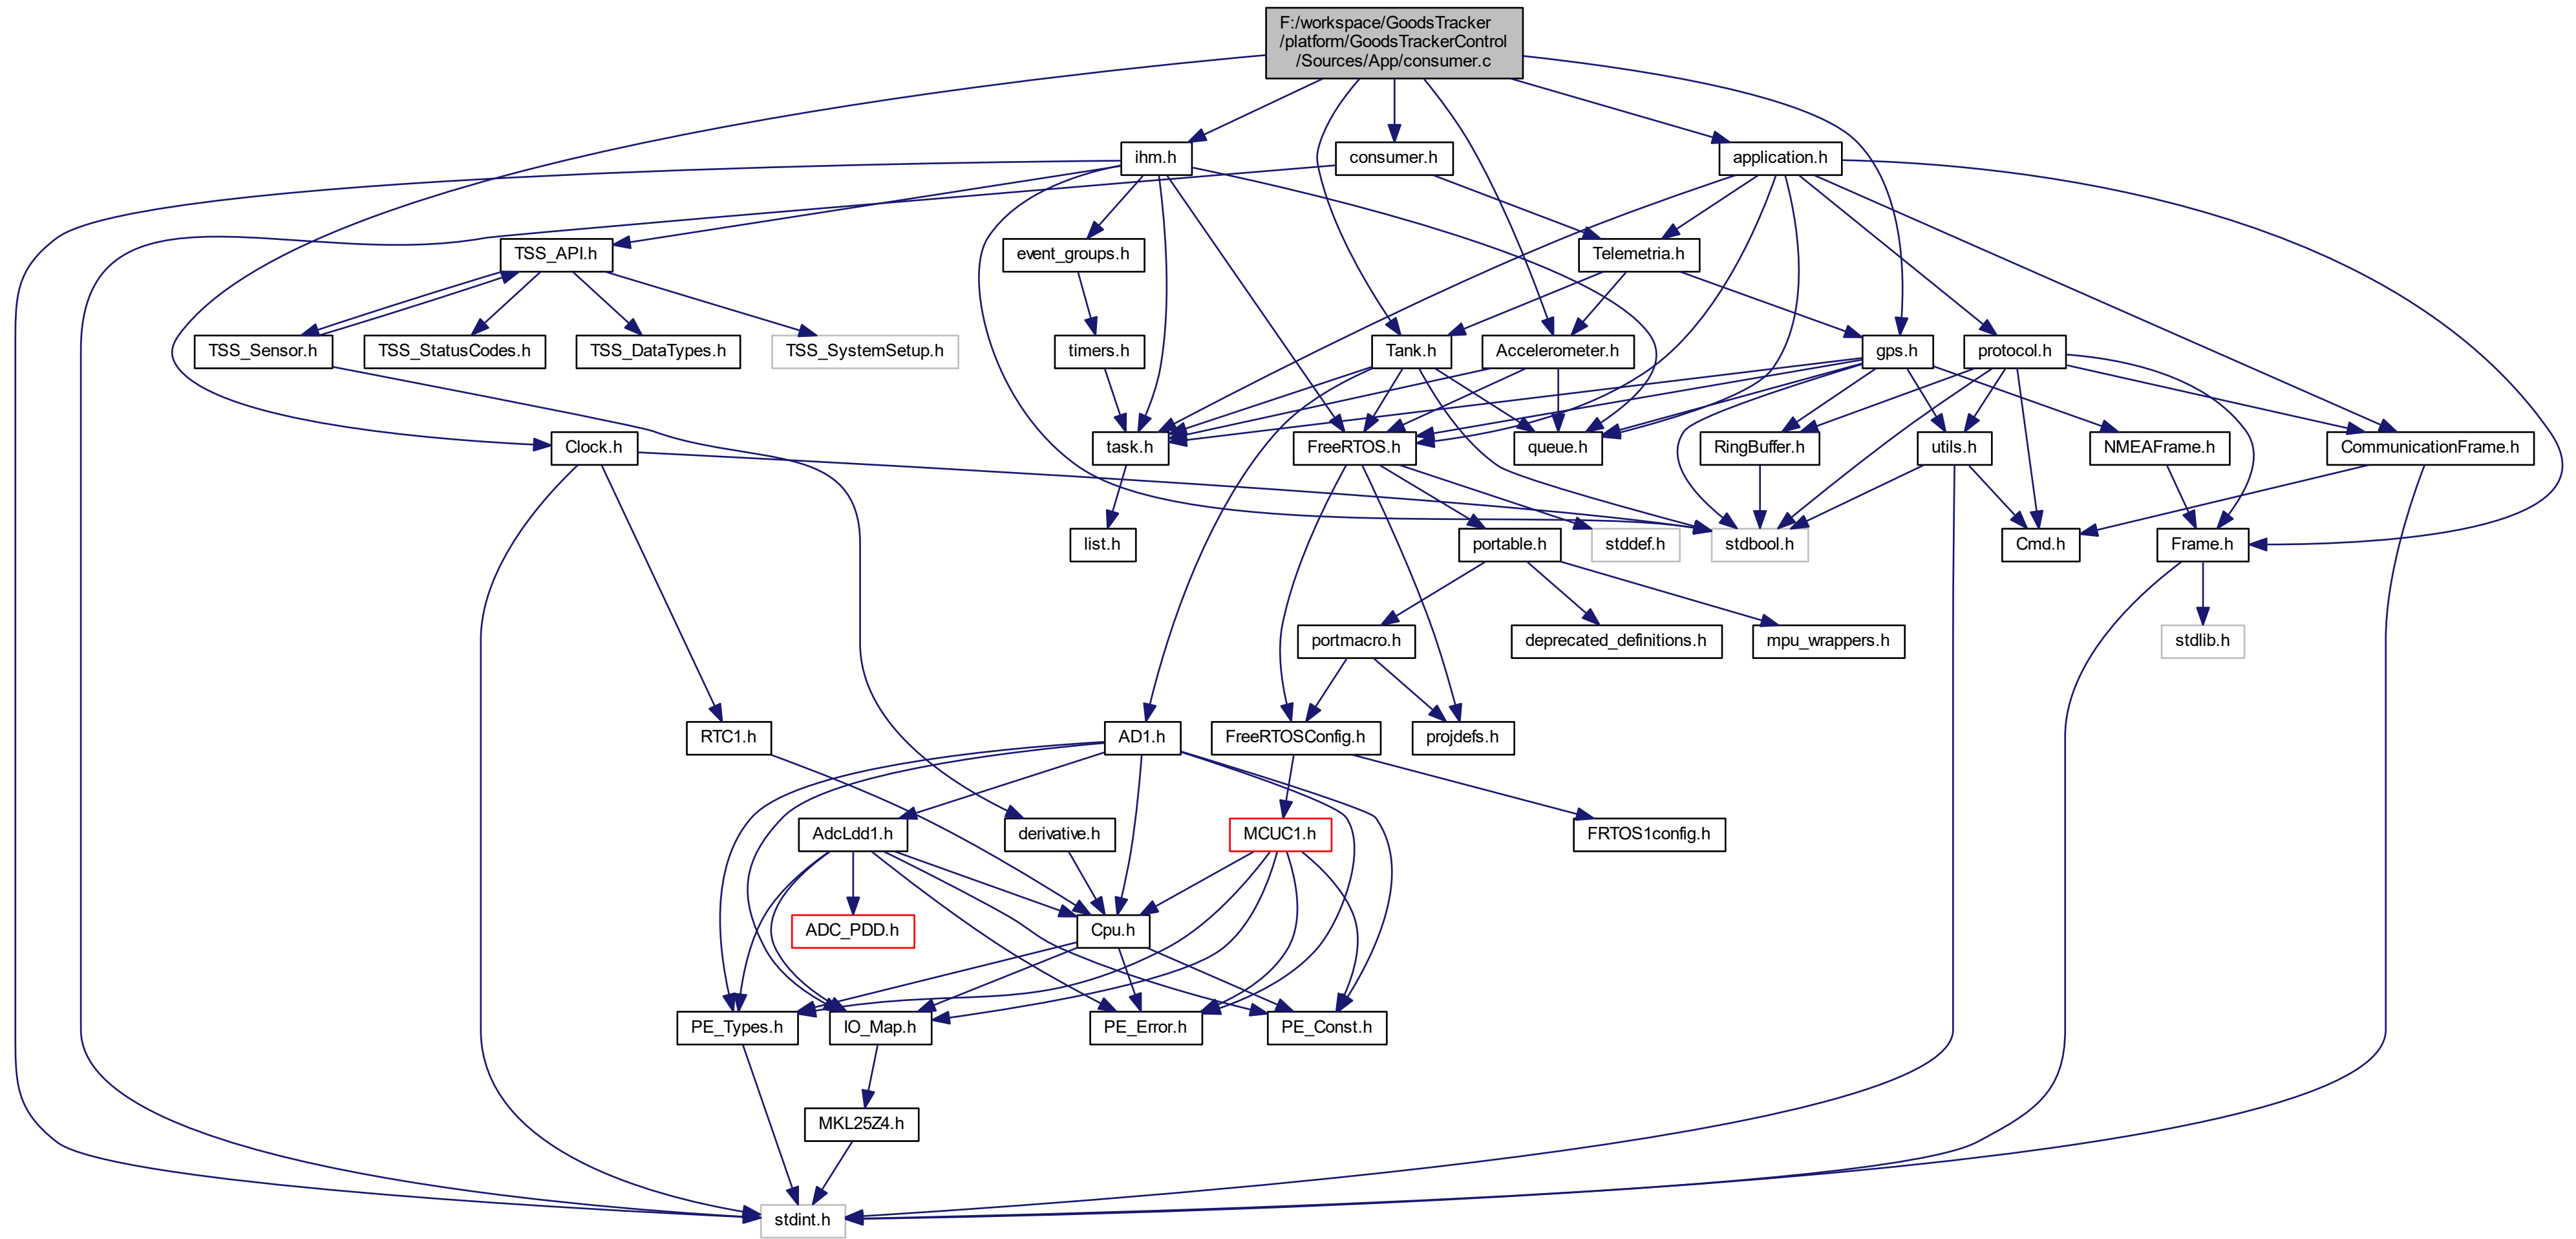 F:/workspace/GoodsTracker
/platform/GoodsTrackerControl
/Sources/App/consumer.c
ihm.h
consumer.h
application.h
TSS_API.h
event_groups.h
Telemetria.h
TSS_Sensor.h
TSS_StatusCodes.h
TSS_DataTypes.h
TSS_SystemSetup.h
timers.h
Tank.h
Accelerometer.h
gps.h
protocol.h
Clock.h
task.h
FreeRTOS.h
queue.h
RingBuffer.h
utils.h
NMEAFrame.h
CommunicationFrame.h
list.h
portable.h
stddef.h
stdbool.h
Cmd.h
Frame.h
portmacro.h
deprecated_definitions.h
mpu_wrappers.h
stdlib.h
RTC1.h
AD1.h
FreeRTOSConfig.h
projdefs.h
AdcLdd1.h
derivative.h
MCUC1.h
FRTOS1config.h
ADC_PDD.h
Cpu.h
PE_Types.h
IO_Map.h
PE_Error.h
PE_Const.h
MKL25Z4.h
stdint.h